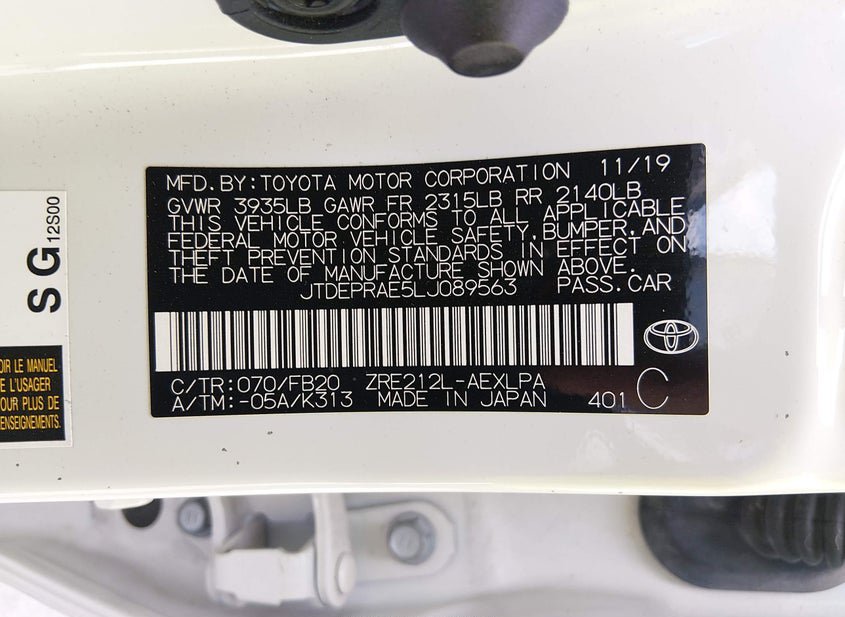 MFD.BY:TOYOTA MOTOR CORPORATION 11/19
GVWR 3935LB GAWR FR 2315LB RR 2140LB
THIS VEHICLE CONFORMS TO ALL APPLICABLE
FEDERAL MOTOR VEHICLE SAFETY,BUMPER,AND
THEFT PREVENTION STANDARDS IN EFFECT ON
THE DATE OF MANUFACTURE SHOWN ABOVE.
JTDEPRAE5LJ089563 PASS.CAR
C/TR:070/FB20 ZRE212L-AEXLPA
A/TM:-05A/K313 MADE IN JAPAN 401 C
SG12S00
OIR LE MANUEL
E L'USAGER
OUR PLUS DE
ENSEIGNEMENTS.